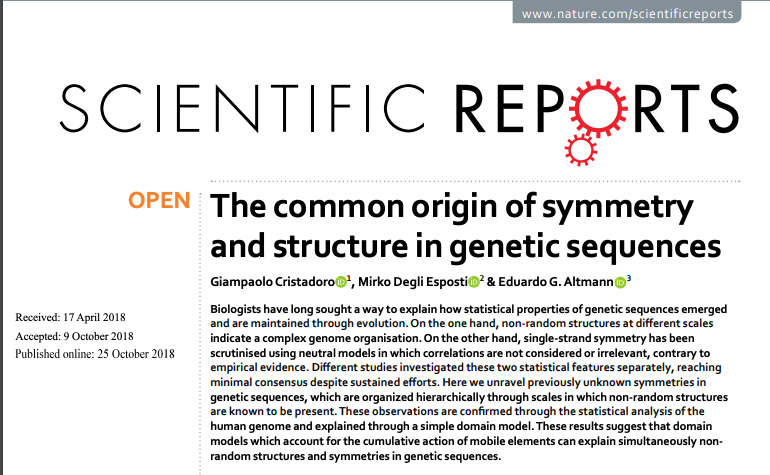 www.nature.com/scientificreports
SCIENTIFIC REPORTS
OPEN
The common origin of symmetry
and structure in genetic sequences
Giampaolo Cristadoro1, Mirko Degli Esposti2 & Eduardo G. Altmann3
Received: 17 April 2018
Accepted: 9 October 2018
Published online: 25 October 2018
Biologists have long sought a way to explain how statistical properties of genetic sequences emerged
and are maintained through evolution. On the one hand, non-random structures at different scales
indicate a complex genome organisation. On the other hand, single-strand symmetry has been
scrutinised using neutral models in which correlations are not considered or irrelevant, contrary to
empirical evidence. Different studies investigated these two statistical features separately, reaching
minimal consensus despite sustained efforts. Here we unravel previously unknown symmetries in
genetic sequences, which are organized hierarchically through scales in which non-random structures
are known to be present. These observations are confirmed through the statistical analysis of the
human genome and explained through a simple domain model. These results suggest that domain
models which account for the cumulative action of mobile elements can explain simultaneously non-
random structures and symmetries in genetic sequences.